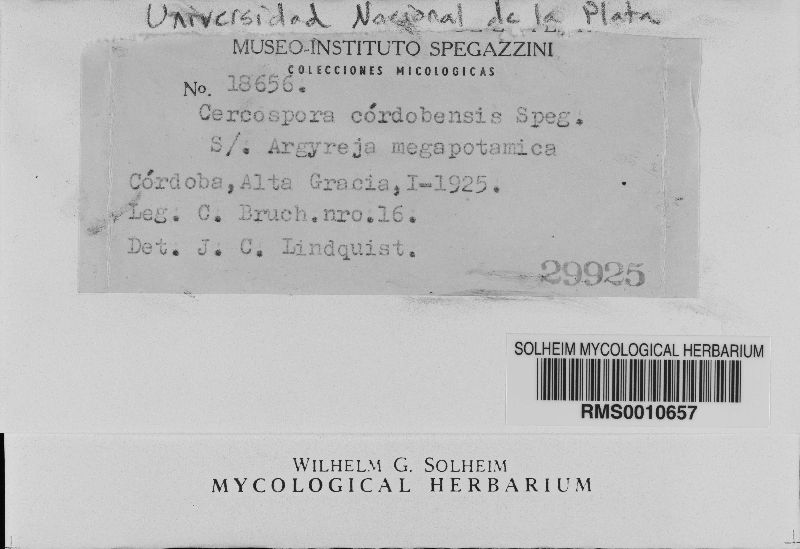 Universidad Nacional de la Plata
MUSEO-INSTITUTO SPEGAZZINI
COLECCIONES MICOLOGICAS
No. 18656.
Cercospora córdobensis Speg.
S/. Argyreja megapotamica
Córdoba, Alta Gracia, I-1925.
Leg. C. Bruch. nro. 16.
Det. J. C. Lindquist.
29925
SOLHEIM MYCOLOGICAL HERBARIUM
RMS0010657
WILHELM G. SOLHEIM
MYCOLOGICAL HERBARIUM